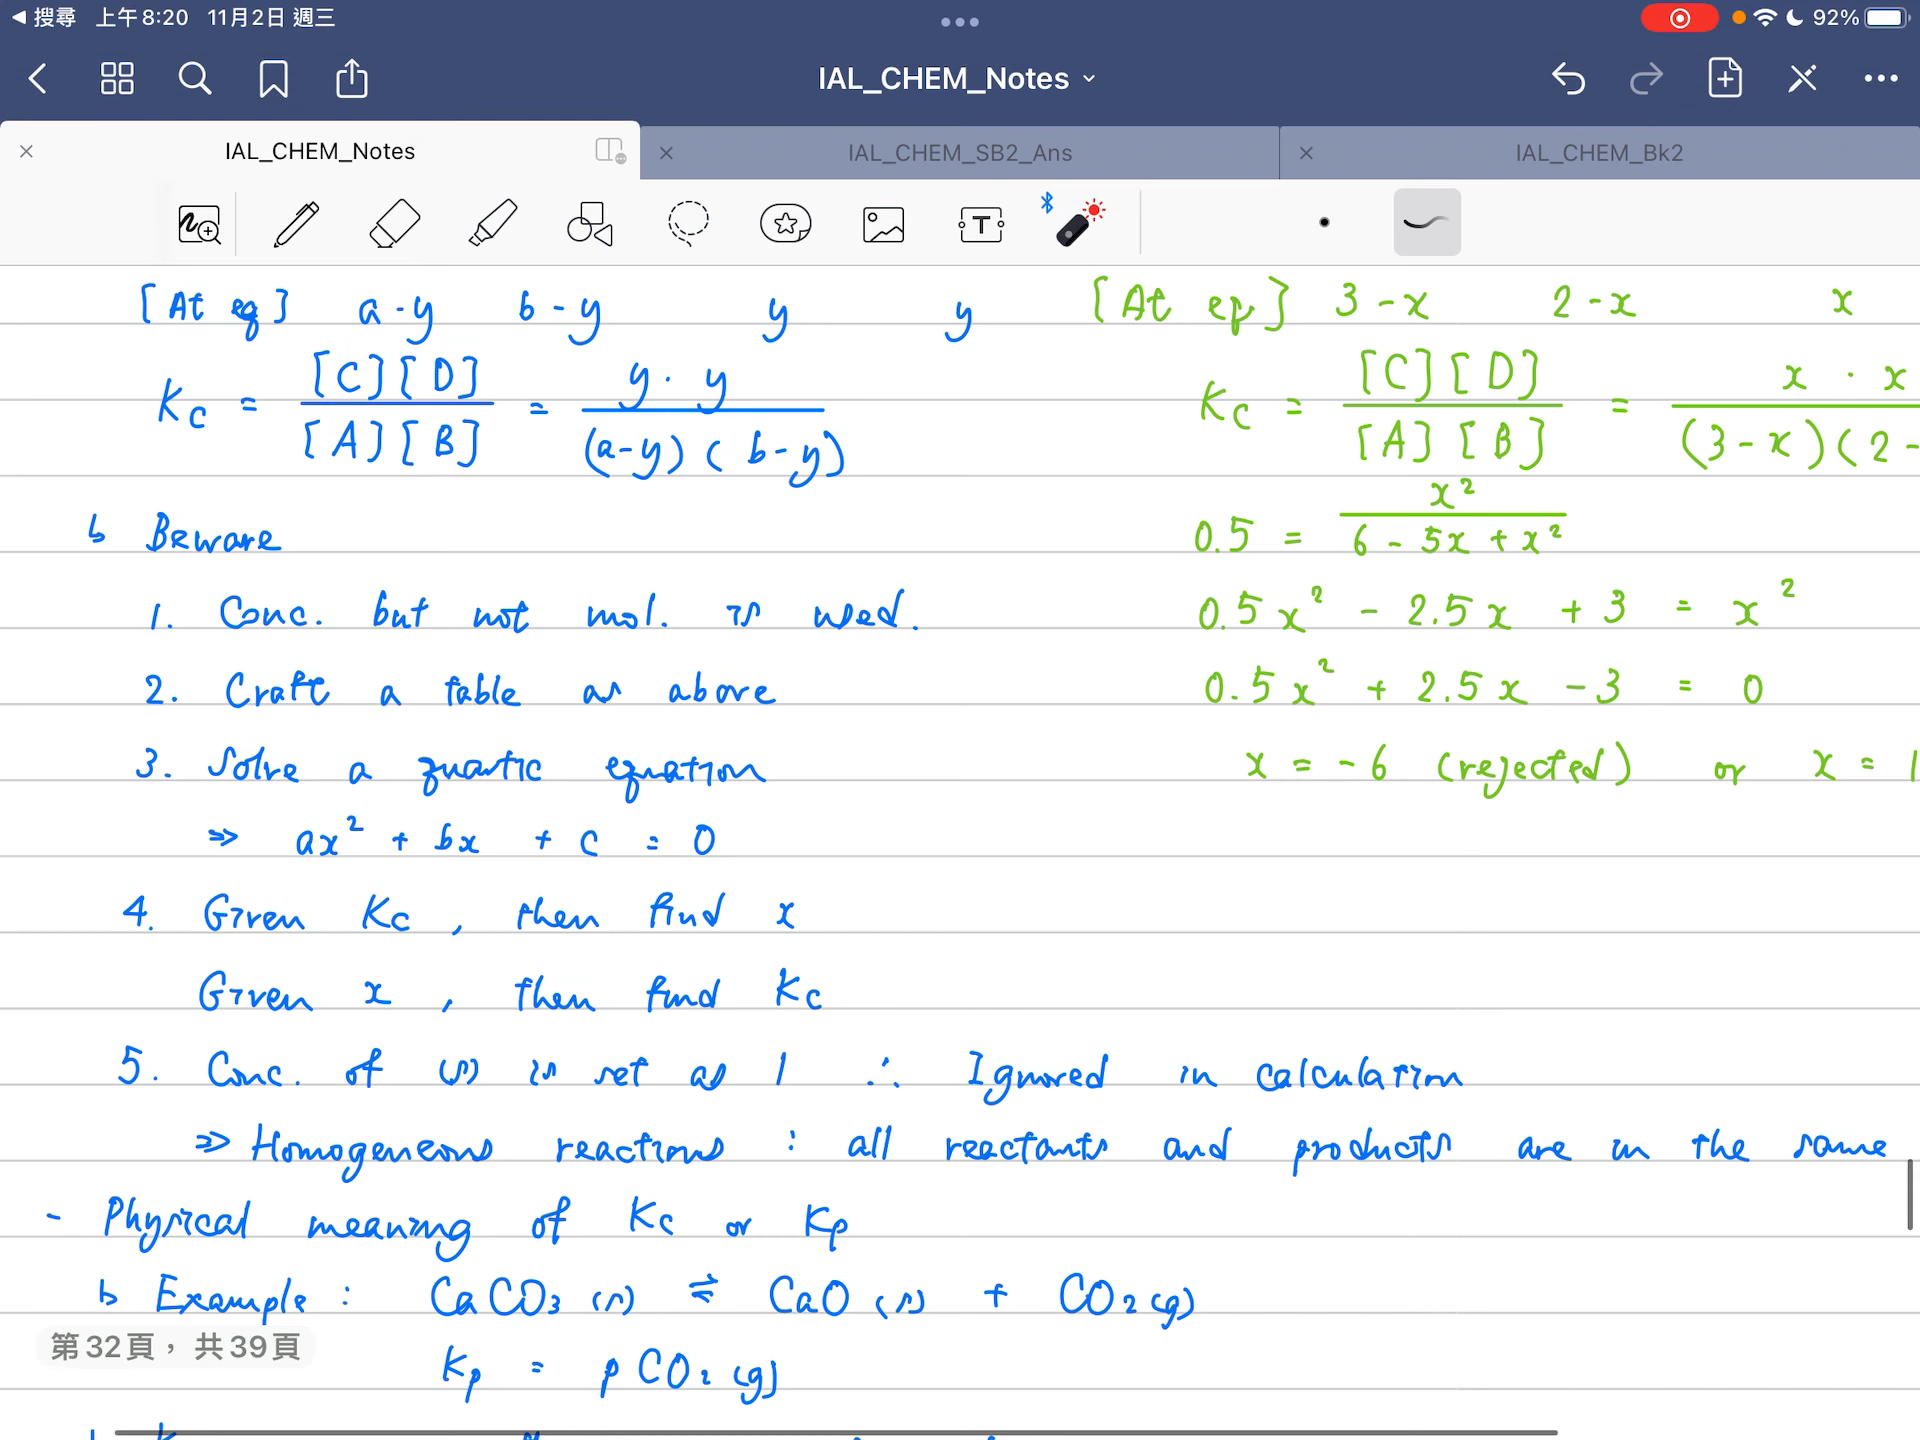 搜尋 上午8:20 11月2日 週三 92%
IAL_CHEM_Notes
IAL_CHEM_Notes IAL_CHEM_SB2_Ans IAL_CHEM_Bk2
[At eq] a-y b-y y y
Kc = [C][D] / [A][B] = y·y / (a-y)(b-y)
Beware
1. Conc. but not mol. is used.
2. Craft a table as above
3. Solve a quartic equation
⇒ ax² + bx + c = 0
4. Given Kc, then find x
Given x, then find Kc
5. Conc. of (s) is set as 1 ∴ Ignored in calculation
⇒ Homogeneous reactions : all reactants and products are in the same
- Physical meaning of Kc or Kp
Example : CaCO3(s) ⇌ CaO(s) + CO2(g)
Kp = pCO2(g)
[At eq] 3-x 2-x x
Kc = [C][D] / [A][B] = x·x / (3-x)(2-
0.5 = x² / 6-5x+x²
0.5x² - 2.5x + 3 = x²
0.5x² + 2.5x - 3 = 0
x = -6 (rejected) or x = 1
第32頁，共39頁